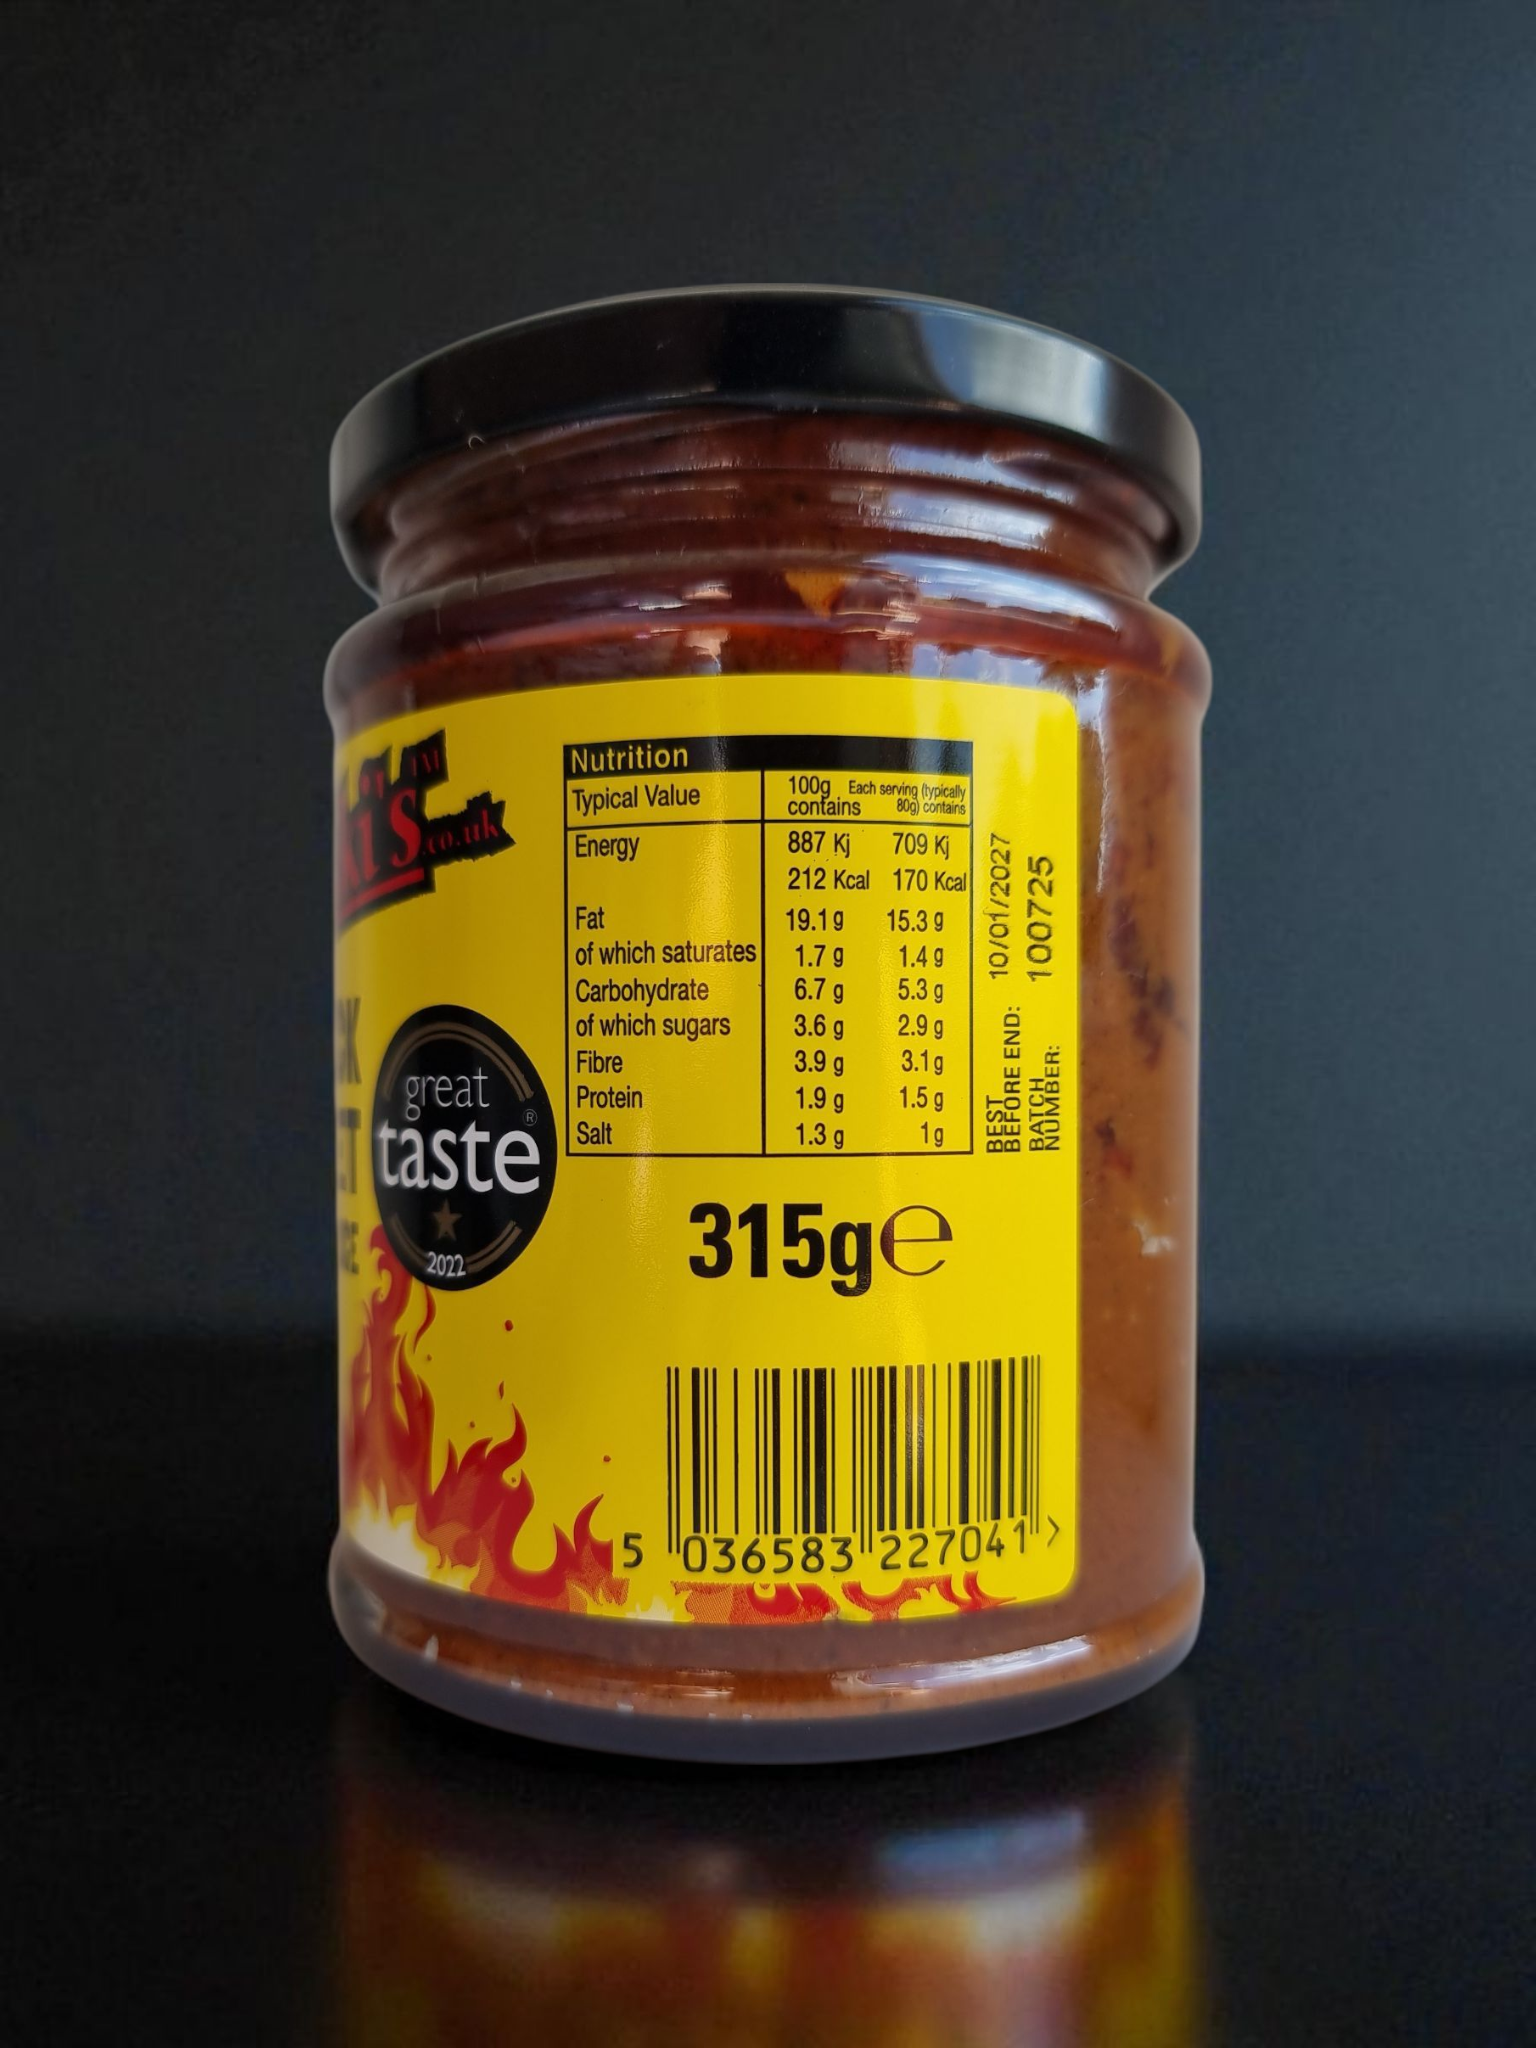 ki's™
.co.uk
great
taste®
2022
Nutrition
Typical Value 100g contains Each serving (typically 80g) contains
Energy 887 Kj 709 Kj
212 Kcal 170 Kcal
Fat 19.1 g 15.3 g
of which saturates 1.7 g 1.4 g
Carbohydrate 6.7 g 5.3 g
of which sugars 3.6 g 2.9 g
Fibre 3.9 g 3.1 g
Protein 1.9 g 1.5 g
Salt 1.3 g 1 g
BEST
BEFORE END: 10/01/2027
BATCH
NUMBER: 100725
315g℮
5 036583 227041 >